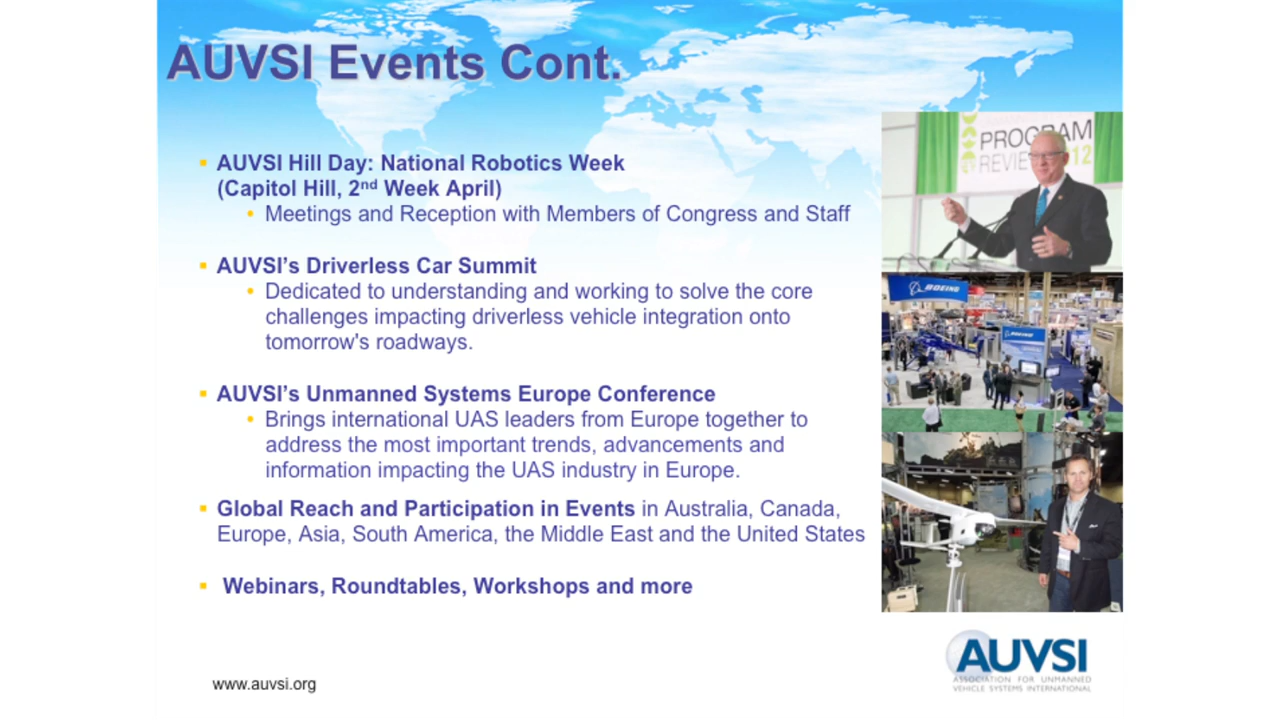 AUVSI Events Cont.
▪ AUVSI Hill Day: National Robotics Week
(Capitol Hill, 2nd Week April)
• Meetings and Reception with Members of Congress and Staff
▪ AUVSI’s Driverless Car Summit
• Dedicated to understanding and working to solve the core
challenges impacting driverless vehicle integration onto
tomorrow's roadways.
▪ AUVSI’s Unmanned Systems Europe Conference
• Brings international UAS leaders from Europe together to
address the most important trends, advancements and
information impacting the UAS industry in Europe.
▪ Global Reach and Participation in Events in Australia, Canada,
Europe, Asia, South America, the Middle East and the United States
▪ Webinars, Roundtables, Workshops and more
PROGRAM
BOEING
BOEING
www.auvsi.org
AUVSI
ASSOCIATION FOR UNMANNED
VEHICLE SYSTEMS INTERNATIONAL